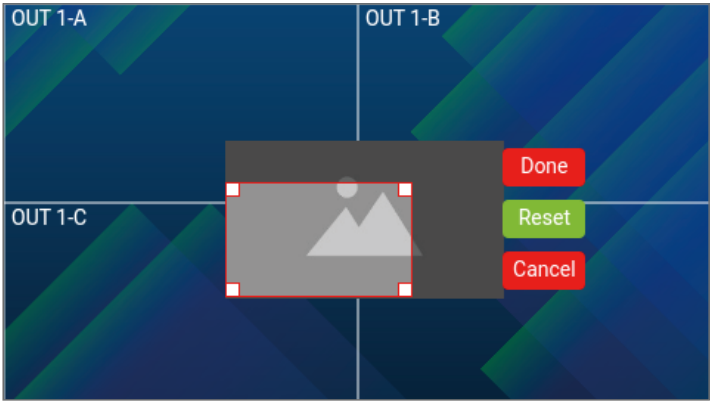 OUT 1-A
OUT 1-B
Done
Reset
OUT 1-C
Cancel